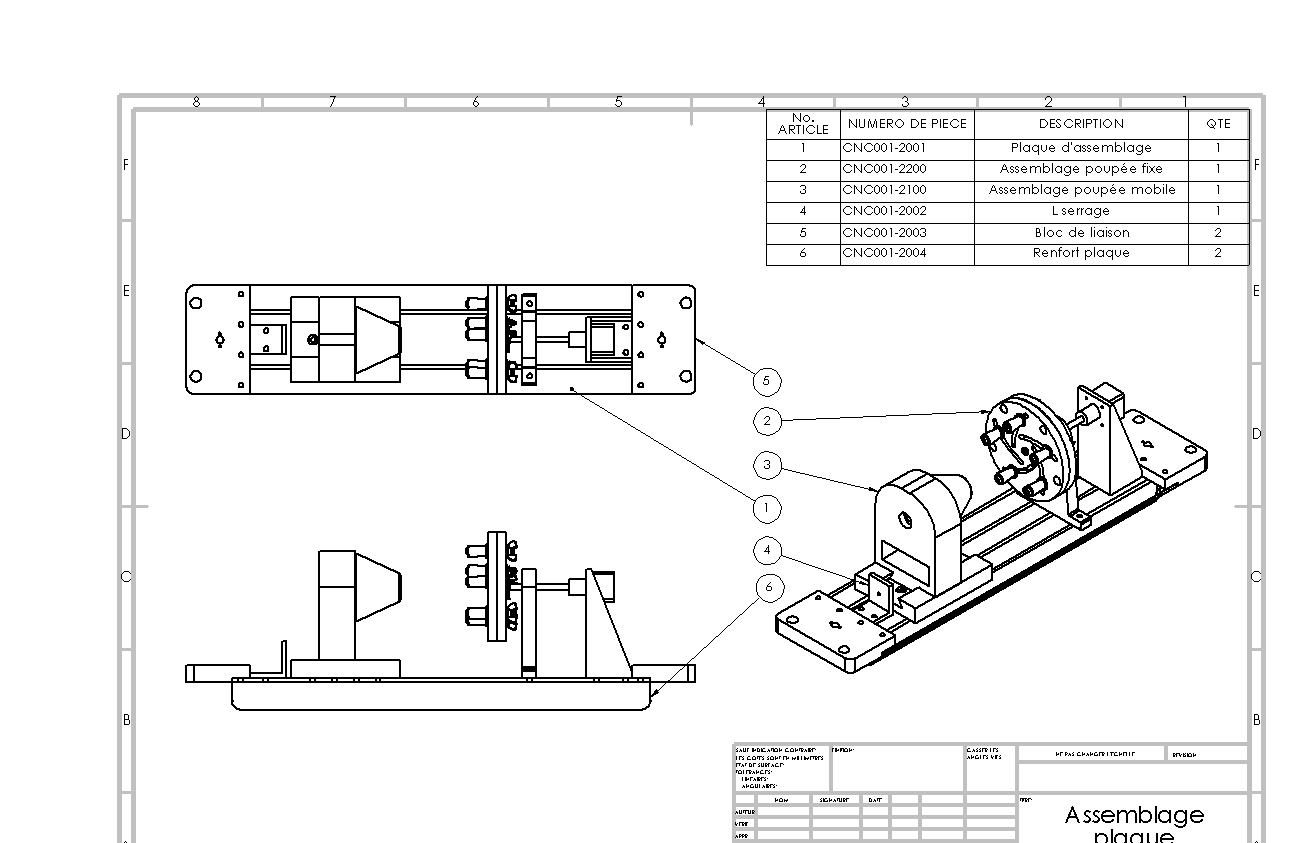 8 7 6 5 4 3 2 1
No. ARTICLE NUMERO DE PIECE DESCRIPTION QTE
1 CNC001-2001 Plaque d'assemblage 1
2 CNC001-2200 Assemblage poupée fixe 1
3 CNC001-2100 Assemblage poupée mobile 1
4 CNC001-2002 L serrage 1
5 CNC001-2003 Bloc de liaison 2
6 CNC001-2004 Renfort plaque 2
F F
E E
D D
C C
B B
5
2
3
1
4
6
SAUF INDICATION CONTRAIRE:
LES COTES SONT EN MILLIMETRES
ETAT DE SURFACE:
TOLERANCES:
LINEAIRES:
ANGULAIRES:
FINITION:
CASSER LES
ANGLES VIFS
NE PAS CHANGER L'ECHELLE
REVISION
NOM SIGNATURE DATE
AUTEUR
VERIF.
APPR.
TITRE:
Assemblage
plaque